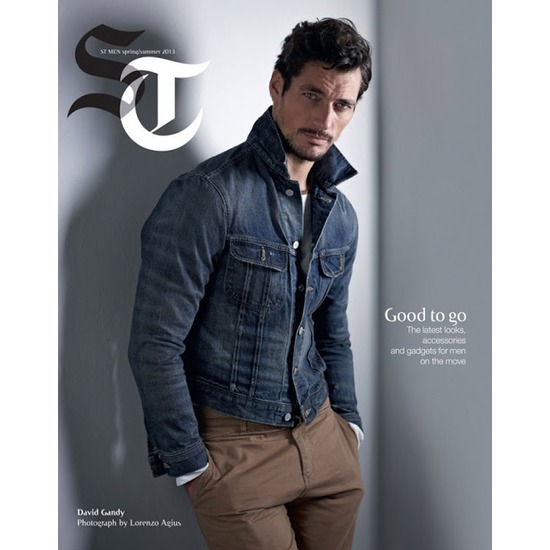 ST MEN spring/summer 2013
ST
Good to go
The latest looks,
accessories
and gadgets for men
on the move
David Gandy
Photograph by Lorenzo Agius